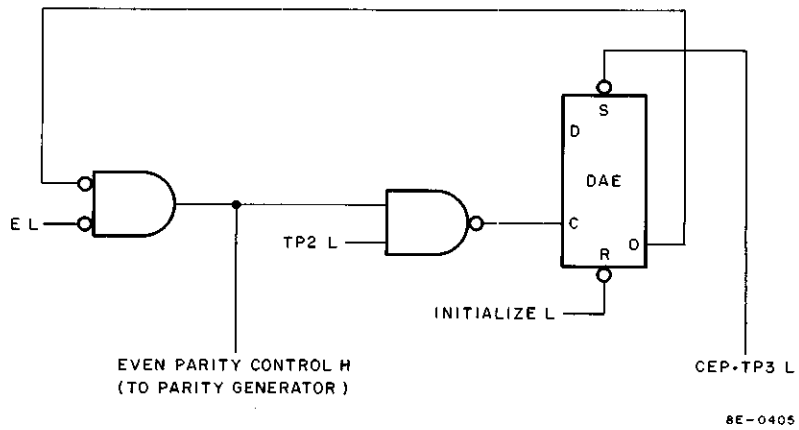 S
D
DAE
C
O
R
E L
TP2 L
INITIALIZE L
EVEN PARITY CONTROL H
(TO PARITY GENERATOR)
CEP•TP3 L
8E-0405